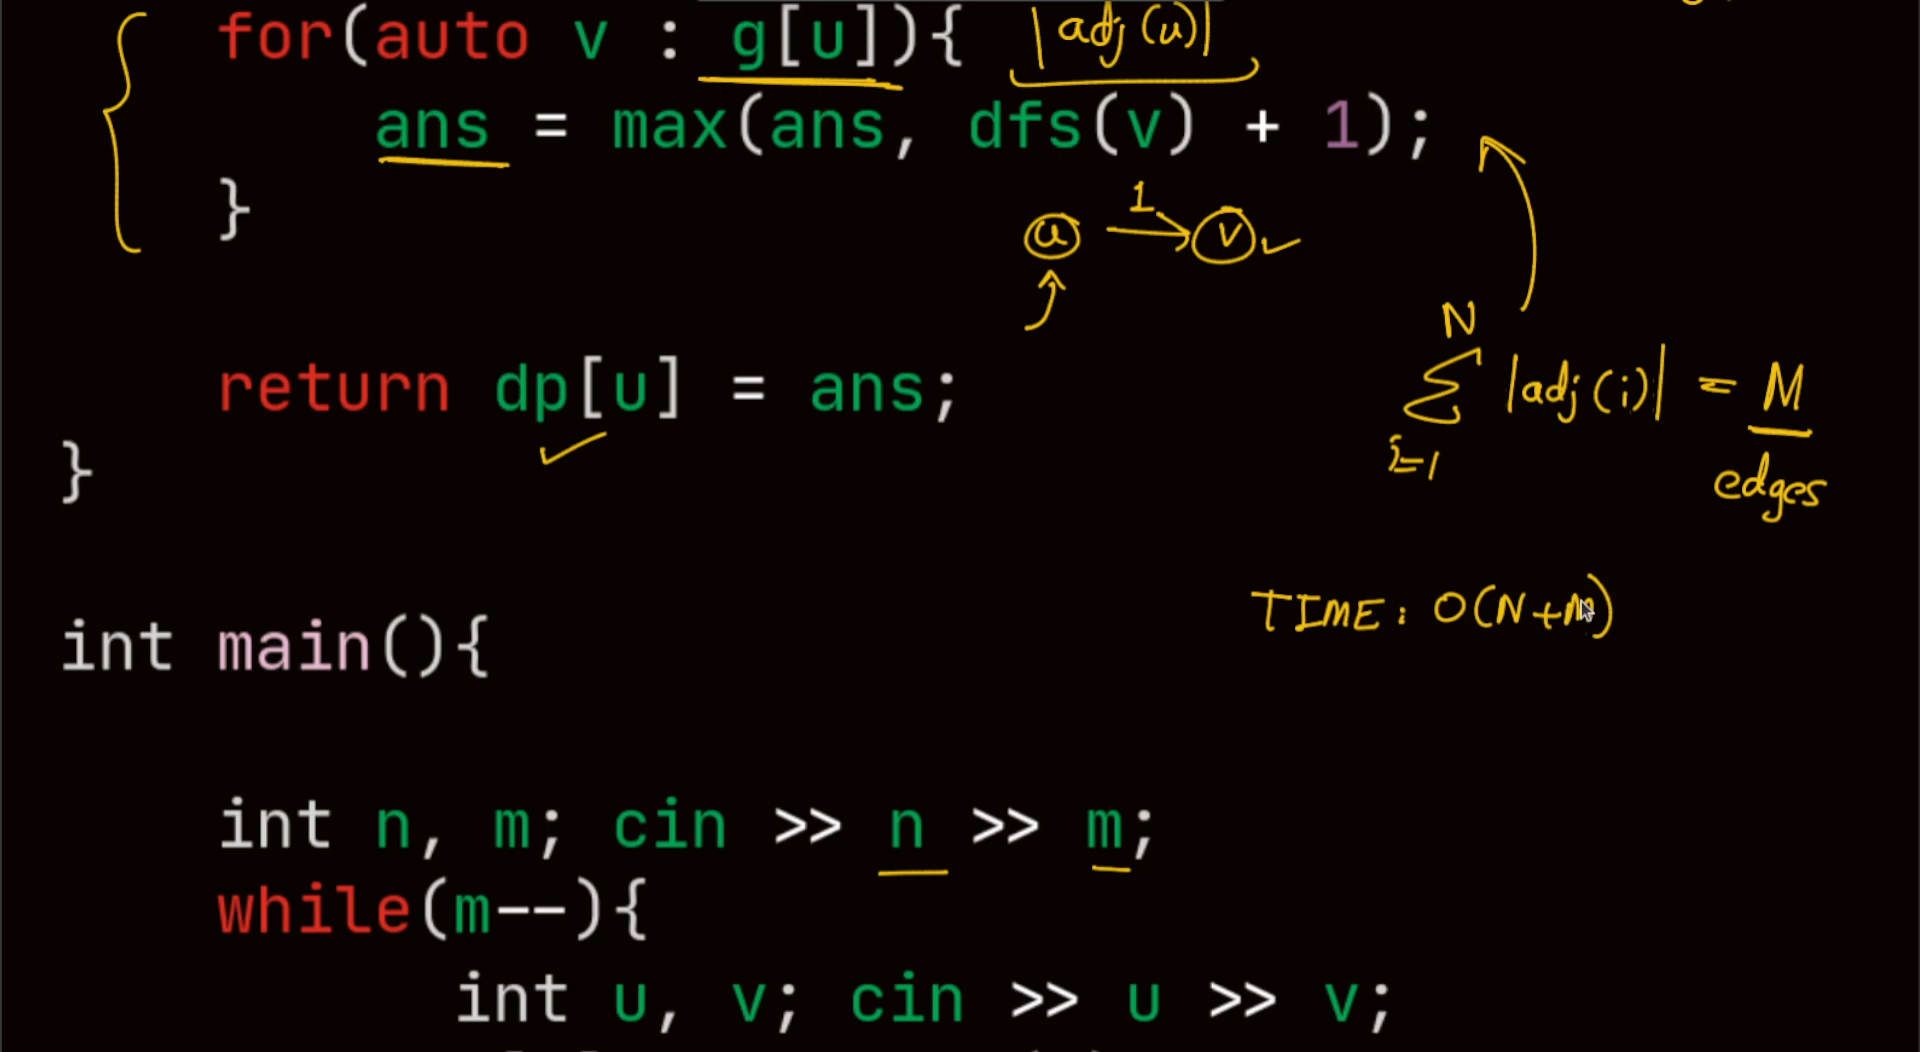 for(auto v : g[u]){ |adj(u)|
ans = max(ans, dfs(v) + 1);
}
u 1 v
return dp[u] = ans;
}
N
∑ |adj(i)| = M
i=1
edges
TIME: O(N+M)
int main(){
int n, m; cin >> n >> m;
while(m--){
int u, v; cin >> u >> v;